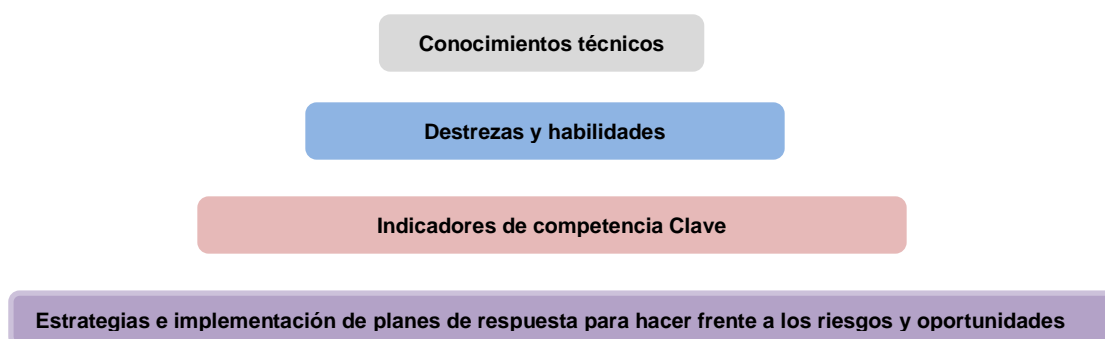 Conocimientos técnicos
Destrezas y habilidades
Indicadores de competencia Clave
Estrategias e implementación de planes de respuesta para hacer frente a los riesgos y oportunidades